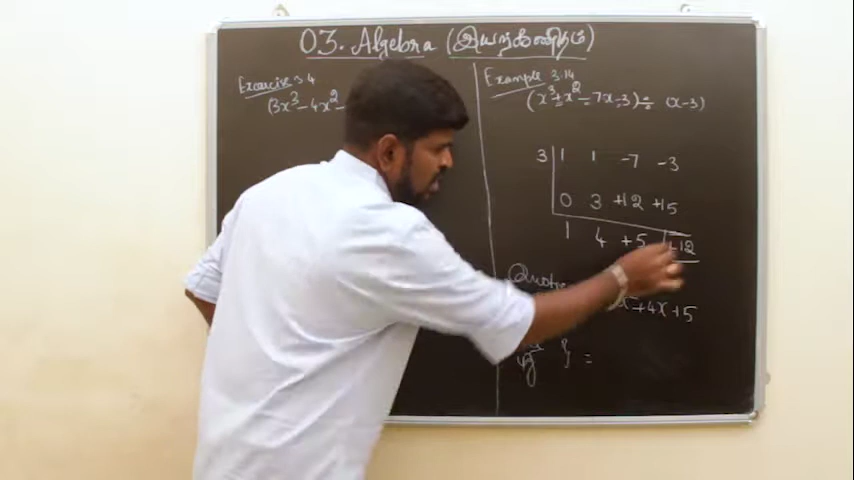 03. Algebra (இயற்கணிதம்)
Exercise 3.4
(3x³ - 4x² -
Example 3.14
(x³ + x² - 7x - 3) ÷ (x-3)
3 | 1 1 -7 -3
0 3 +12 +15
1 4 +5 +12
+ 4x + 5
} =